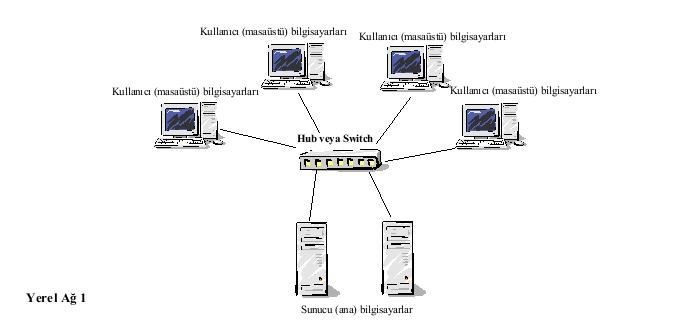 Kullanıcı (masaüstü) bilgisayarları
Kullanıcı (masaüstü) bilgisayarları
Kullanıcı (masaüstü) bilgisayarları
Kullanıcı (masaüstü) bilgisayarları
Hub veya Switch
Yerel Ağ 1
Sunucu (ana) bilgisayarlar